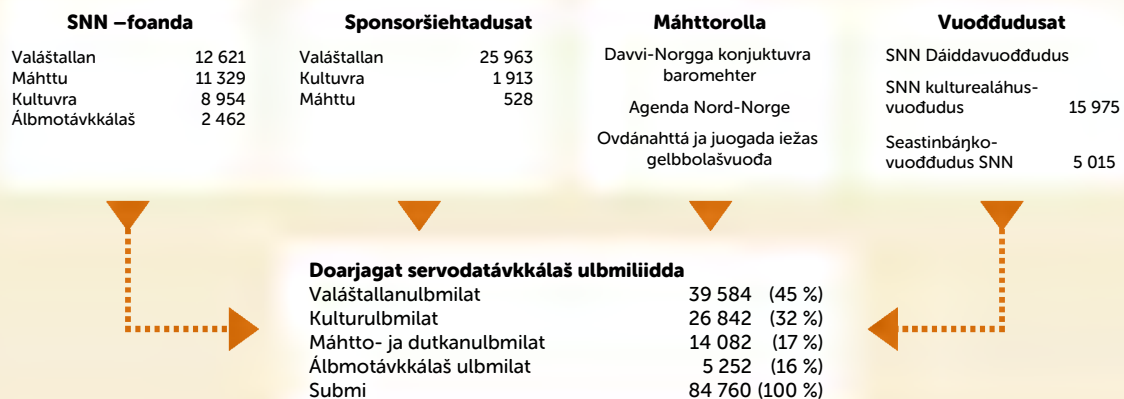 SNN –foanda
Valáštallan 12 621
Máhttu 11 329
Kultuvra 8 954
Álbmotávkkálaš 2 462
Sponsoršiehtadusat
Valáštallan 25 963
Kultuvra 1 913
Máhttu 528
Máhttorolla
Davvi-Norgga konjuktuvra
baromehter
Agenda Nord-Norge
Ovdánahttá ja juogada iežas
gelbbolašvuođa
Vuođđudusat
SNN Dáiddavuođđudus
SNN kulturealáhus-
vuođudus 15 975
Seastinbáŋko-
vuođđudus SNN 5 015
Doarjagat servodatávkkálaš ulbmiliidda
Valáštallanulbmilat 39 584 (45 %)
Kulturulbmilat 26 842 (32 %)
Máhtto- ja dutkanulbmilat 14 082 (17 %)
Álbmotávkkálaš ulbmilat 5 252 (16 %)
Submi 84 760 (100 %)